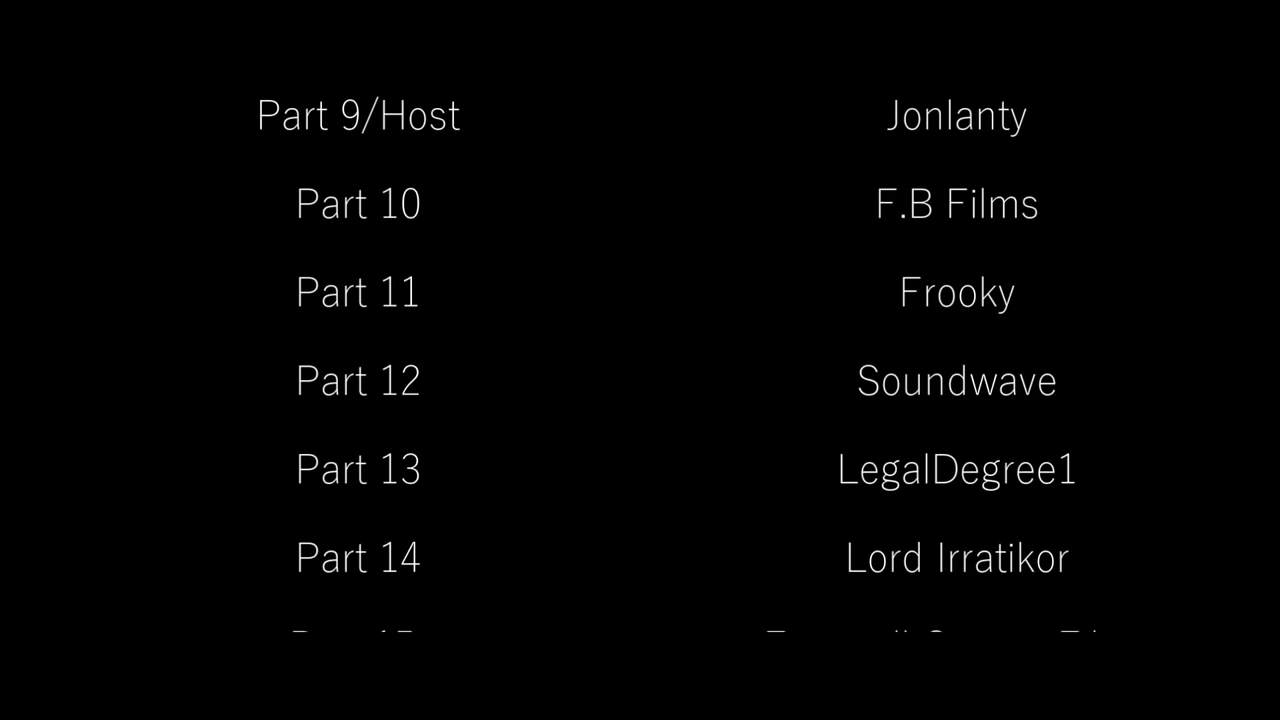 Part 9/Host Jonlanty
Part 10 F.B Films
Part 11 Frooky
Part 12 Soundwave
Part 13 LegalDegree1
Part 14 Lord Irratikor